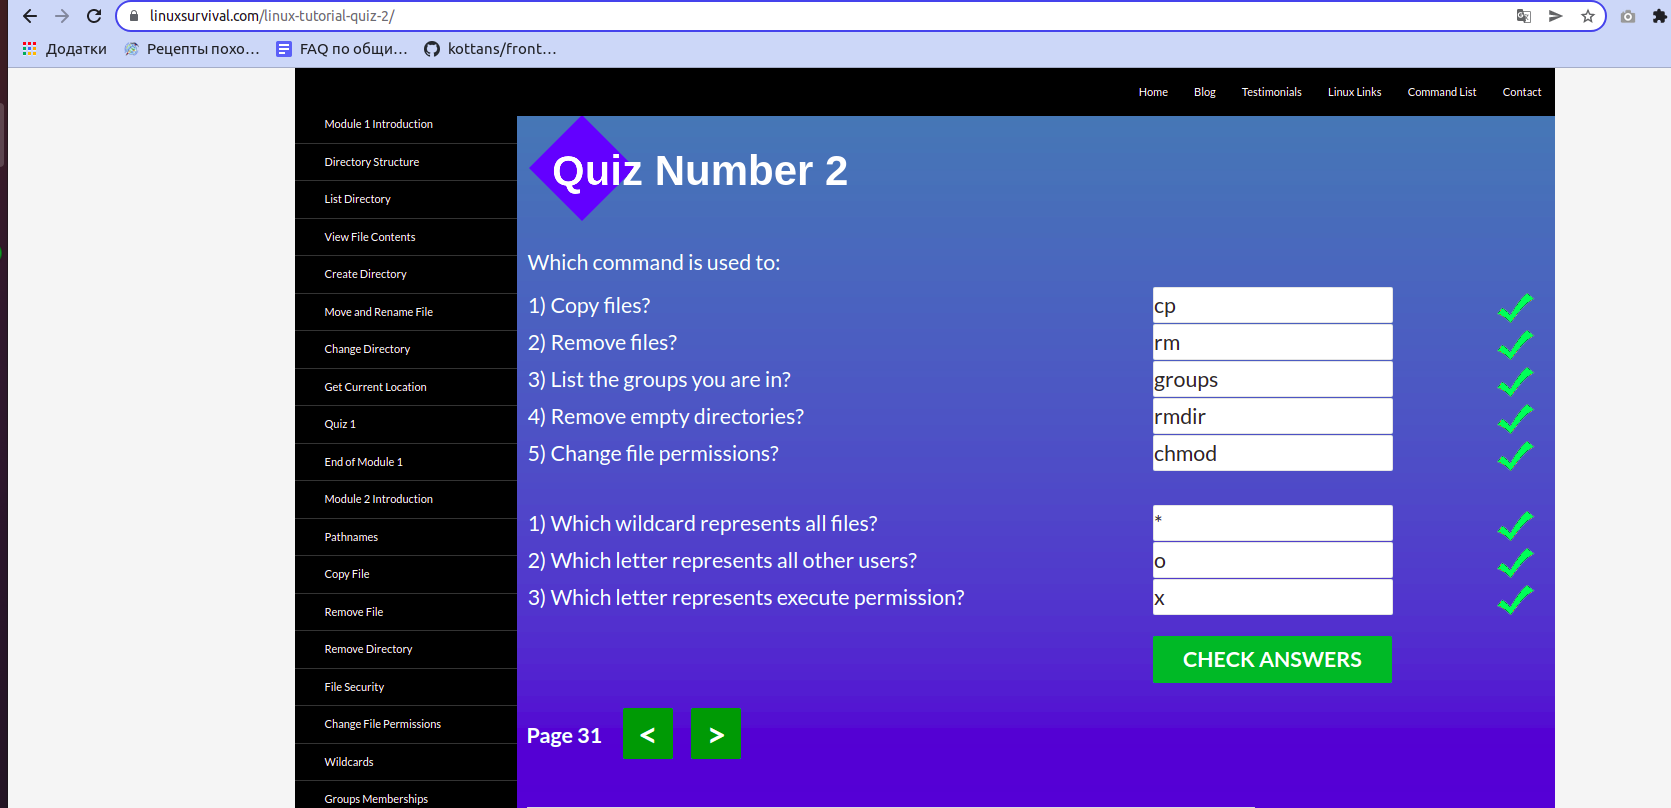 linuxsurvival.com/linux-tutorial-quiz-2/
Додатки
Рецепты похо...
FAQ по общи...
kottans/front...
Home Blog Testimonials Linux Links Command List Contact
Module 1 Introduction
Directory Structure
List Directory
View File Contents
Create Directory
Move and Rename File
Change Directory
Get Current Location
Quiz 1
End of Module 1
Module 2 Introduction
Pathnames
Copy File
Remove File
Remove Directory
File Security
Change File Permissions
Wildcards
Groups Memberships
Quiz Number 2
Which command is used to:
1) Copy files? cp
2) Remove files? rm
3) List the groups you are in? groups
4) Remove empty directories? rmdir
5) Change file permissions? chmod
1) Which wildcard represents all files? *
2) Which letter represents all other users? o
3) Which letter represents execute permission? x
CHECK ANSWERS
Page 31 < >